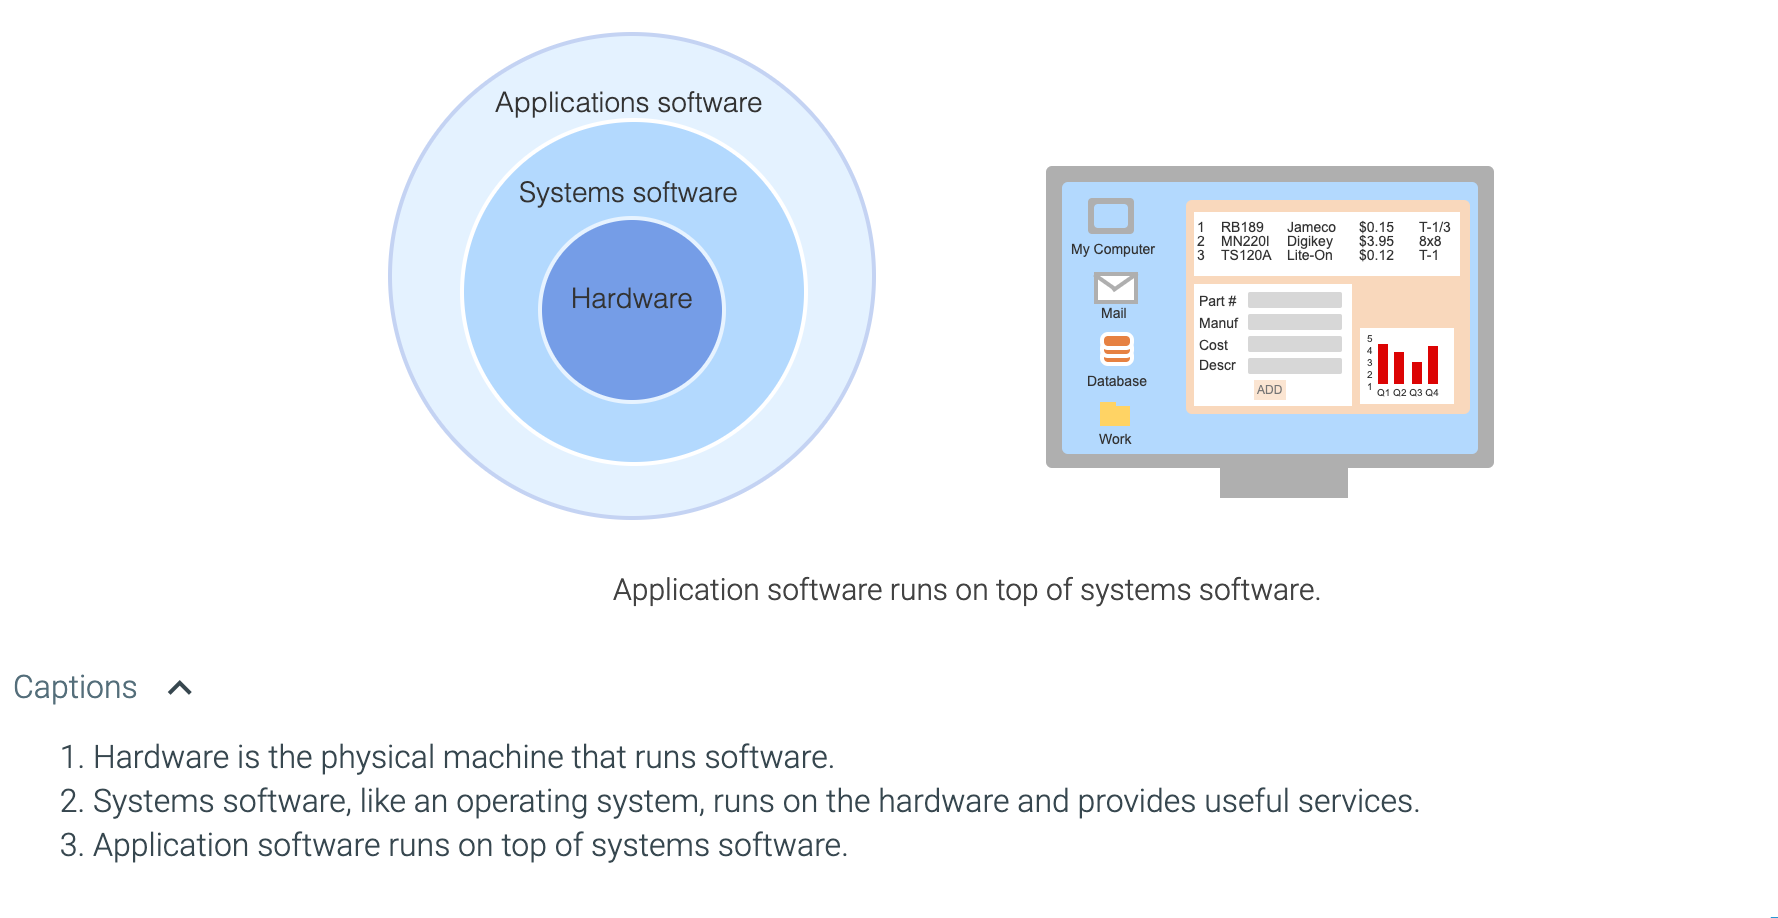 Applications software
Systems software
Hardware
My Computer
Mail
Database
Work
1 RB189 Jameco $0.15 T-1/3
2 MN220I Digikey $3.95 8x8
3 TS120A Lite-On $0.12 T-1
Part #
Manuf
Cost
Descr
ADD
5
4
3
2
1
Q1 Q2 Q3 Q4
Application software runs on top of systems software.
Captions
1. Hardware is the physical machine that runs software.
2. Systems software, like an operating system, runs on the hardware and provides useful services.
3. Application software runs on top of systems software.